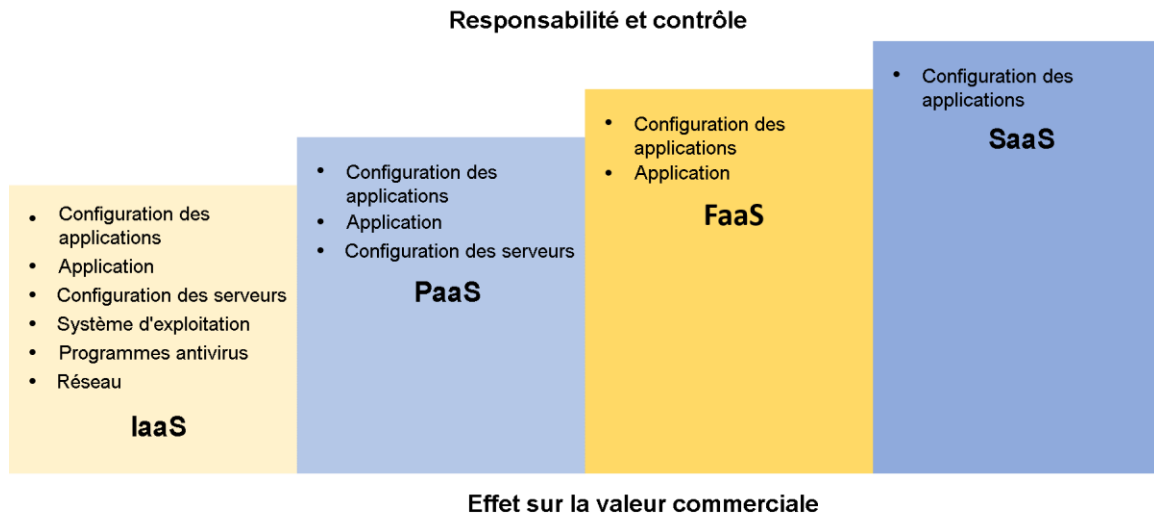 Responsabilité et contrôle
• Configuration des
applications
• Application
• Configuration des serveurs
• Système d'exploitation
• Programmes antivirus
• Réseau
IaaS
• Configuration des
applications
• Application
• Configuration des serveurs
PaaS
• Configuration des
applications
• Application
FaaS
• Configuration des
applications
SaaS
Effet sur la valeur commerciale